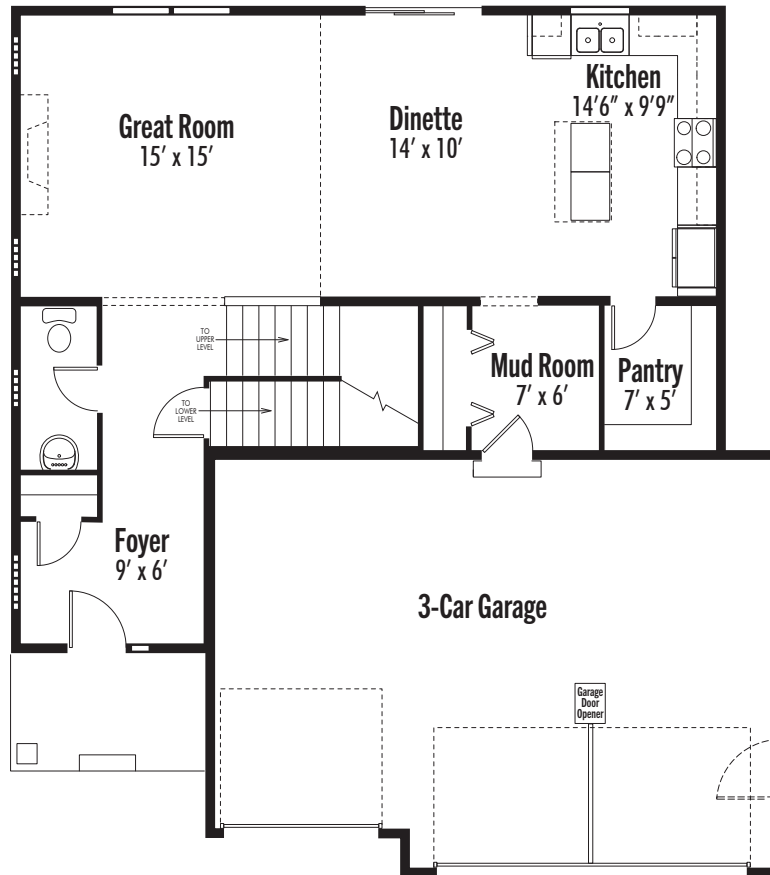 Great Room
15’ x 15’
Dinette
14’ x 10’
Kitchen
14’6” x 9’9”
TO
UPPER
LEVEL
TO
LOWER
LEVEL
Mud Room
7’ x 6’
Pantry
7’ x 5’
Foyer
9’ x 6’
3-Car Garage
Garage
Door
Opener